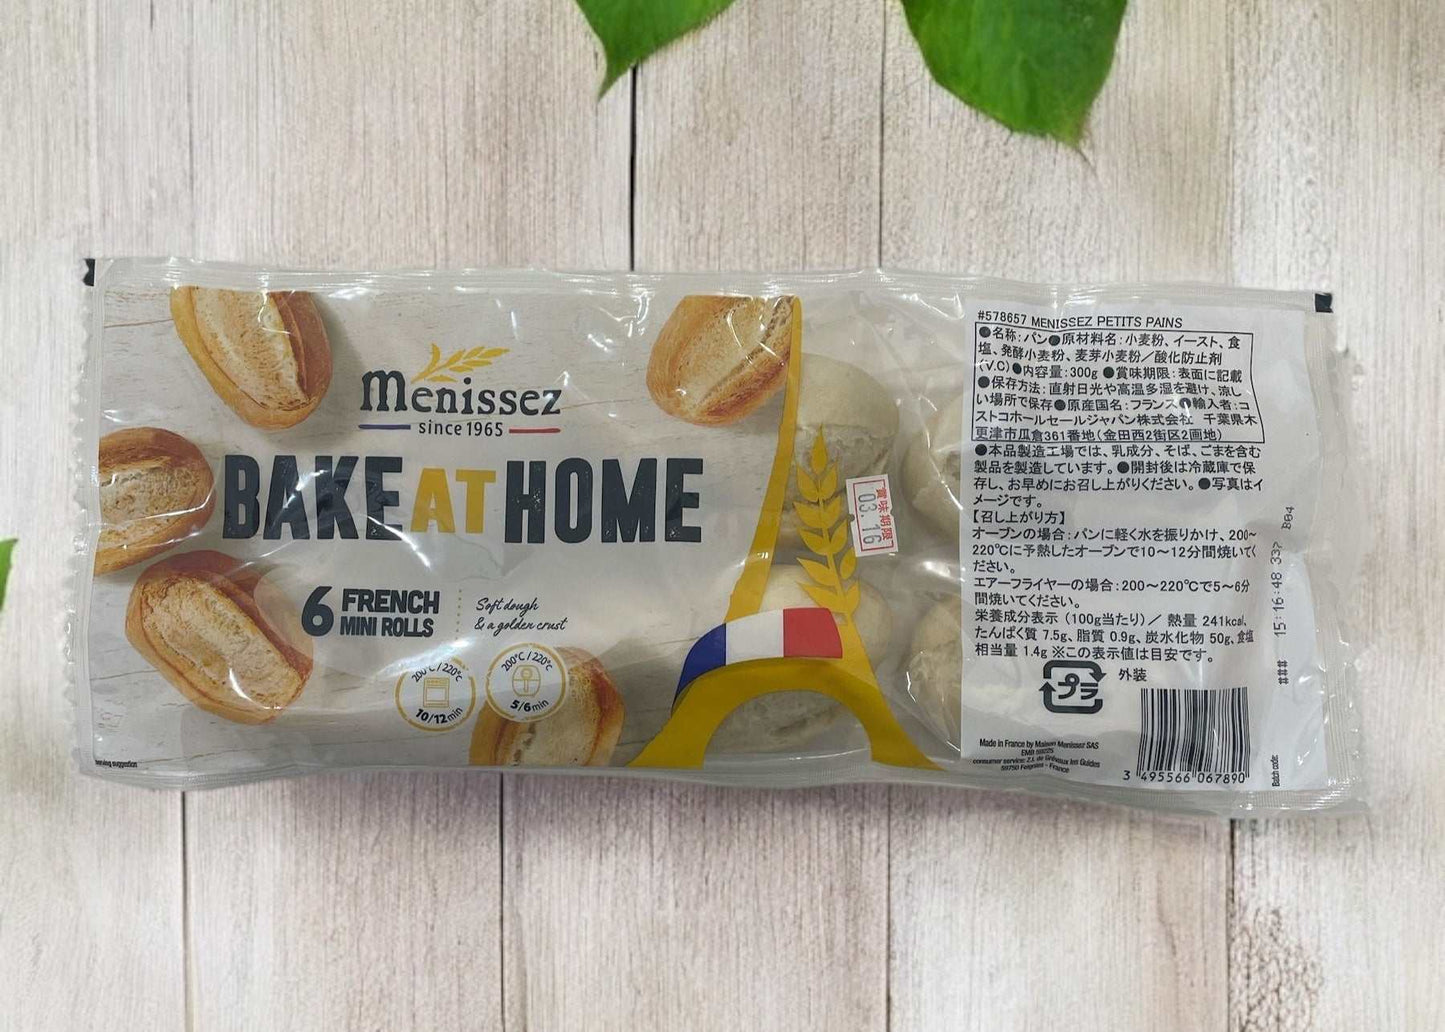 Menissez
since 1965
BAKE AT HOME
6 FRENCH
MINI ROLLS
Soft dough
& a golden crust
200°C / 220°C
10/12 min
200°C / 220°C
5/6 min
serving suggestion
賞味期限
03.16
#578657 MENISSEZ PETITS PAINS
●名称:パン●原材料名:小麦粉、イースト、食
塩、発酵小麦粉、麦芽小麦粉/酸化防止剤
(V.C)●内容量:300g ●賞味期限:表面に記載
●保存方法:直射日光や高温多湿を避け、涼し
い場所で保存●原産国名:フランス●輸入者:コ
ストコホールセールジャパン株式会社 千葉県木
更津市瓜倉361番地(金田西2街区2画地)
●本品製造工場では、乳成分、そば、ごまを含む
製品を製造しています。●開封後は冷蔵庫で保
存し、お早めにお召し上がりください。●写真はイ
メージです。
【召し上がり方】
オーブンの場合:パンに軽く水を振りかけ、200~
220℃に予熱したオーブンで10~12分間焼いてく
ださい。
エアーフライヤーの場合:200~220℃で5~6分
間焼いてください。
栄養成分表示(100g当たり)/ 熱量 241kcal、
たんぱく質 7.5g、脂質 0.9g、炭水化物 50g、食塩
相当量 1.4g ※この表示値は目安です。
プラ
外装
Made in France by Maison Menissez SAS
EMB 59225
consumer service: Z.I. de Grévaux les Guides
59750 Feignies - France
3 495566 067890
Batch code:
### 15:16:48 337 B04